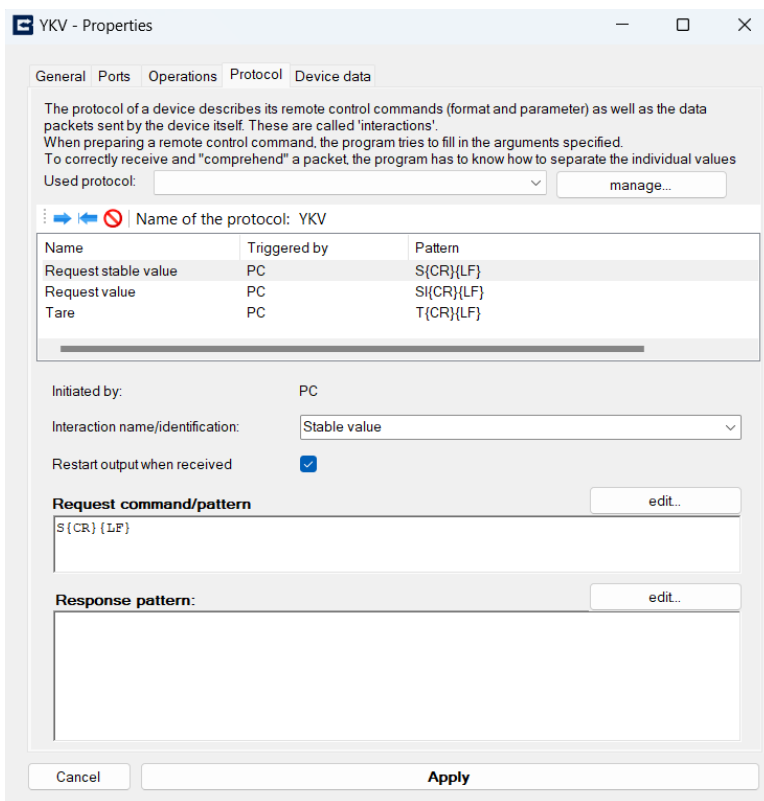 YKV - Properties
General Ports Operations Protocol Device data
The protocol of a device describes its remote control commands (format and parameter) as well as the data
packets sent by the device itself. These are called 'interactions'.
When preparing a remote control command, the program tries to fill in the arguments specified.
To correctly receive and "comprehend" a packet, the program has to know how to separate the individual values
Used protocol: manage...
Name of the protocol: YKV
Name Triggered by Pattern
Request stable value PC S{CR}{LF}
Request value PC SI{CR}{LF}
Tare PC T{CR}{LF}
Initiated by: PC
Interaction name/identification: Stable value
Restart output when received
Request command/pattern edit...
S{CR}{LF}
Response pattern: edit...
Cancel Apply